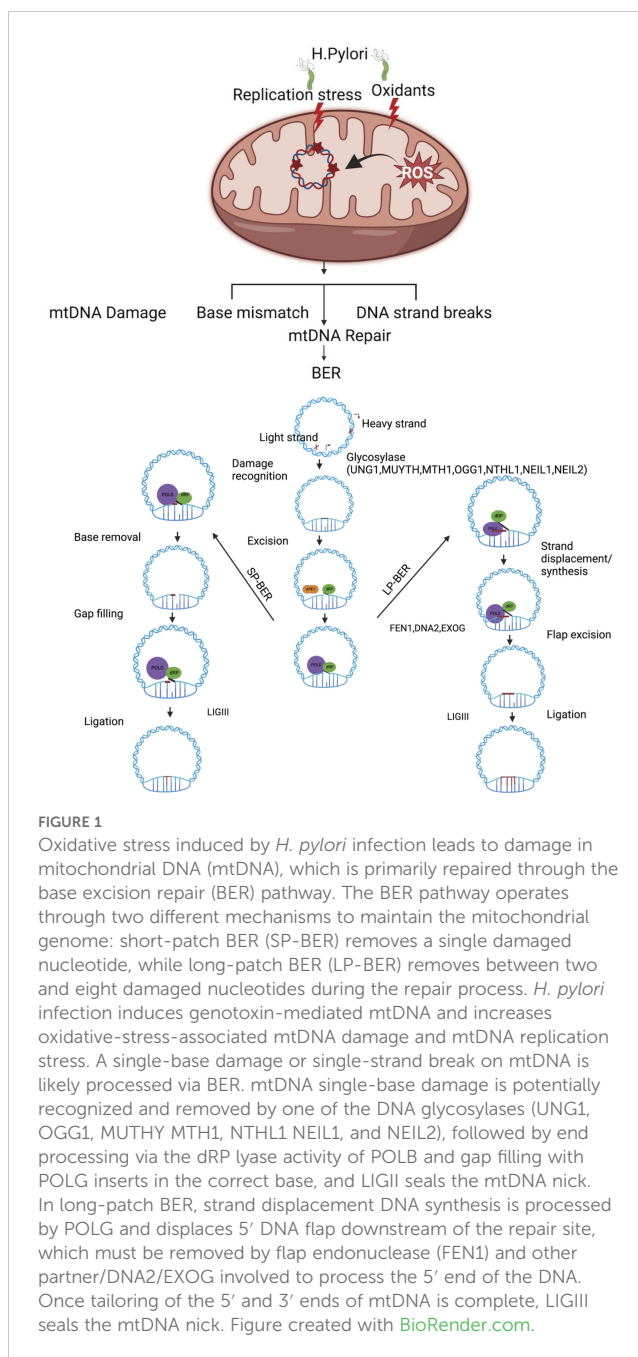 H.Pylori
Replication stress
Oxidants
ROS
mtDNA Damage
Base mismatch
DNA strand breaks
mtDNA Repair
BER
Heavy strand
Light strand
Damage
recognition
Glycosylase
(UNG1,MUYTH,MTH1,OGG1,NTHL1,NEIL1,NEIL2)
POLG
dRP
Base removal
Excision
dRP
POLG
Strand
displacement/
synthesis
SP-BER
LP-BER
APE1
dRP
Gap filling
FEN1,DNA2,EXOG
POLG
dRP
Flap excision
POLG
dRP
POLG
dRP
Ligation
LIGIII
LIGIII
Ligation
FIGURE 1
Oxidative stress induced by H. pylori infection leads to damage in
mitochondrial DNA (mtDNA), which is primarily repaired through the
base excision repair (BER) pathway. The BER pathway operates
through two different mechanisms to maintain the mitochondrial
genome: short-patch BER (SP-BER) removes a single damaged
nucleotide, while long-patch BER (LP-BER) removes between two
and eight damaged nucleotides during the repair process. H. pylori
infection induces genotoxin-mediated mtDNA and increases
oxidative-stress-associated mtDNA damage and mtDNA replication
stress. A single-base damage or single-strand break on mtDNA is
likely processed via BER. mtDNA single-base damage is potentially
recognized and removed by one of the DNA glycosylases (UNG1,
OGG1, MUTHY MTH1, NTHL1 NEIL1, and NEIL2), followed by end
processing via the dRP lyase activity of POLB and gap filling with
POLG inserts in the correct base, and LIGII seals the mtDNA nick.
In long-patch BER, strand displacement DNA synthesis is processed
by POLG and displaces 5′ DNA flap downstream of the repair site,
which must be removed by flap endonuclease (FEN1) and other
partner/DNA2/EXOG involved to process the 5′ end of the DNA.
Once tailoring of the 5′ and 3′ ends of mtDNA is complete, LIGIII
seals the mtDNA nick. Figure created with BioRender.com.